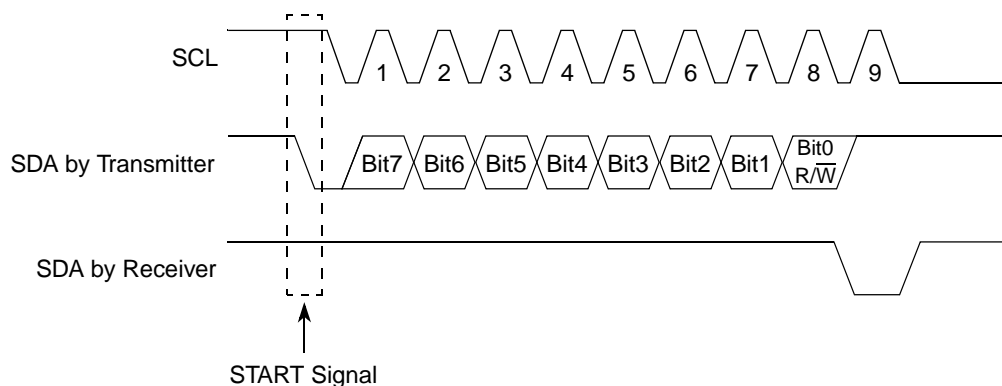 SCL
1 2 3 4 5 6 7 8 9
SDA by Transmitter
Bit7 Bit6 Bit5 Bit4 Bit3 Bit2 Bit1 Bit0
R/W̅
SDA by Receiver
START Signal